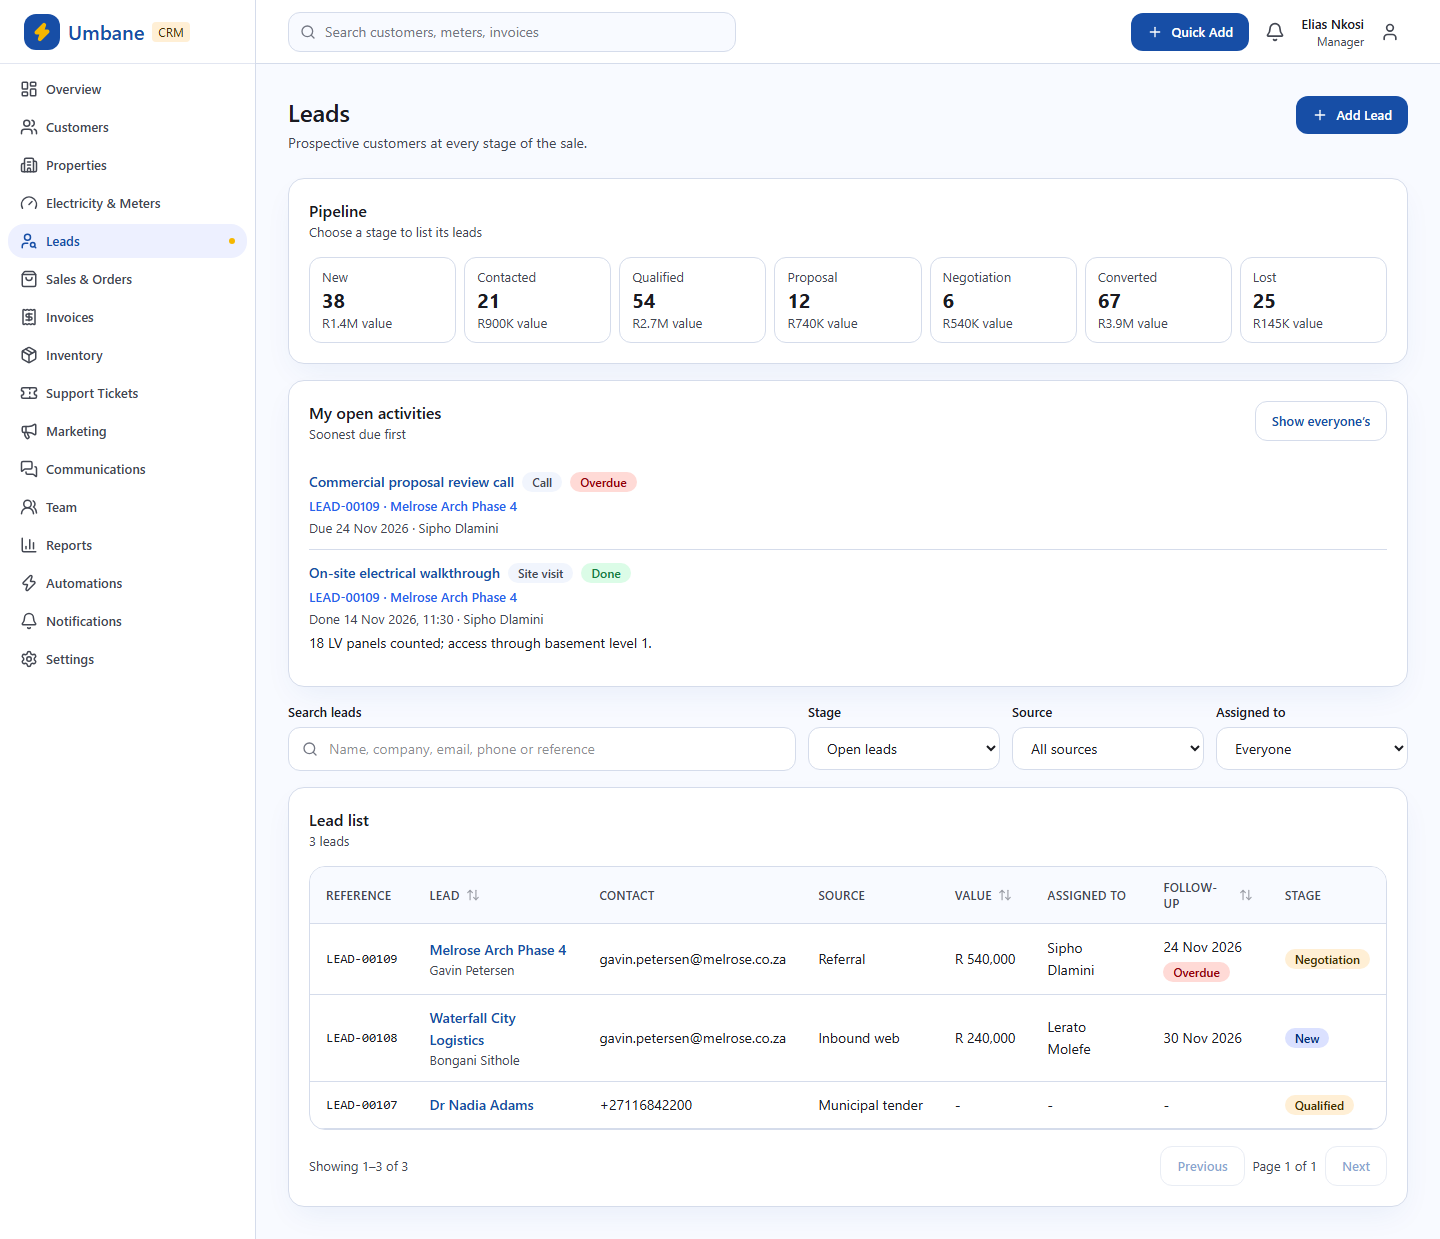 Umbane CRM
Search customers, meters, invoices
Quick Add
Elias Nkosi
Manager
Overview
Customers
Properties
Electricity & Meters
Leads
Sales & Orders
Invoices
Inventory
Support Tickets
Marketing
Communications
Team
Reports
Automations
Notifications
Settings
Leads
Prospective customers at every stage of the sale.
Add Lead
Pipeline
Choose a stage to list its leads
New
38
R1.4M value
Contacted
21
R900K value
Qualified
54
R2.7M value
Proposal
12
R740K value
Negotiation
6
R540K value
Converted
67
R3.9M value
Lost
25
R145K value
My open activities
Soonest due first
Show everyone's
Commercial proposal review call Call Overdue
LEAD-00109 · Melrose Arch Phase 4
Due 24 Nov 2026 · Sipho Dlamini
On-site electrical walkthrough Site visit Done
LEAD-00109 · Melrose Arch Phase 4
Done 14 Nov 2026, 11:30 · Sipho Dlamini
18 LV panels counted; access through basement level 1.
Search leads
Name, company, email, phone or reference
Stage
Open leads
Source
All sources
Assigned to
Everyone
Lead list
3 leads
REFERENCE LEAD CONTACT SOURCE VALUE ASSIGNED TO FOLLOW-UP STAGE
LEAD-00109
Melrose Arch Phase 4
Gavin Petersen
gavin.petersen@melrose.co.za
Referral
R 540,000
Sipho
Dlamini
24 Nov 2026
Overdue
Negotiation
LEAD-00108
Waterfall City
Logistics
Bongani Sithole
gavin.petersen@melrose.co.za
Inbound web
R 240,000
Lerato
Molefe
30 Nov 2026
New
LEAD-00107
Dr Nadia Adams
+27116842200
Municipal tender
-
-
-
Qualified
Showing 1–3 of 3
Previous
Page 1 of 1
Next